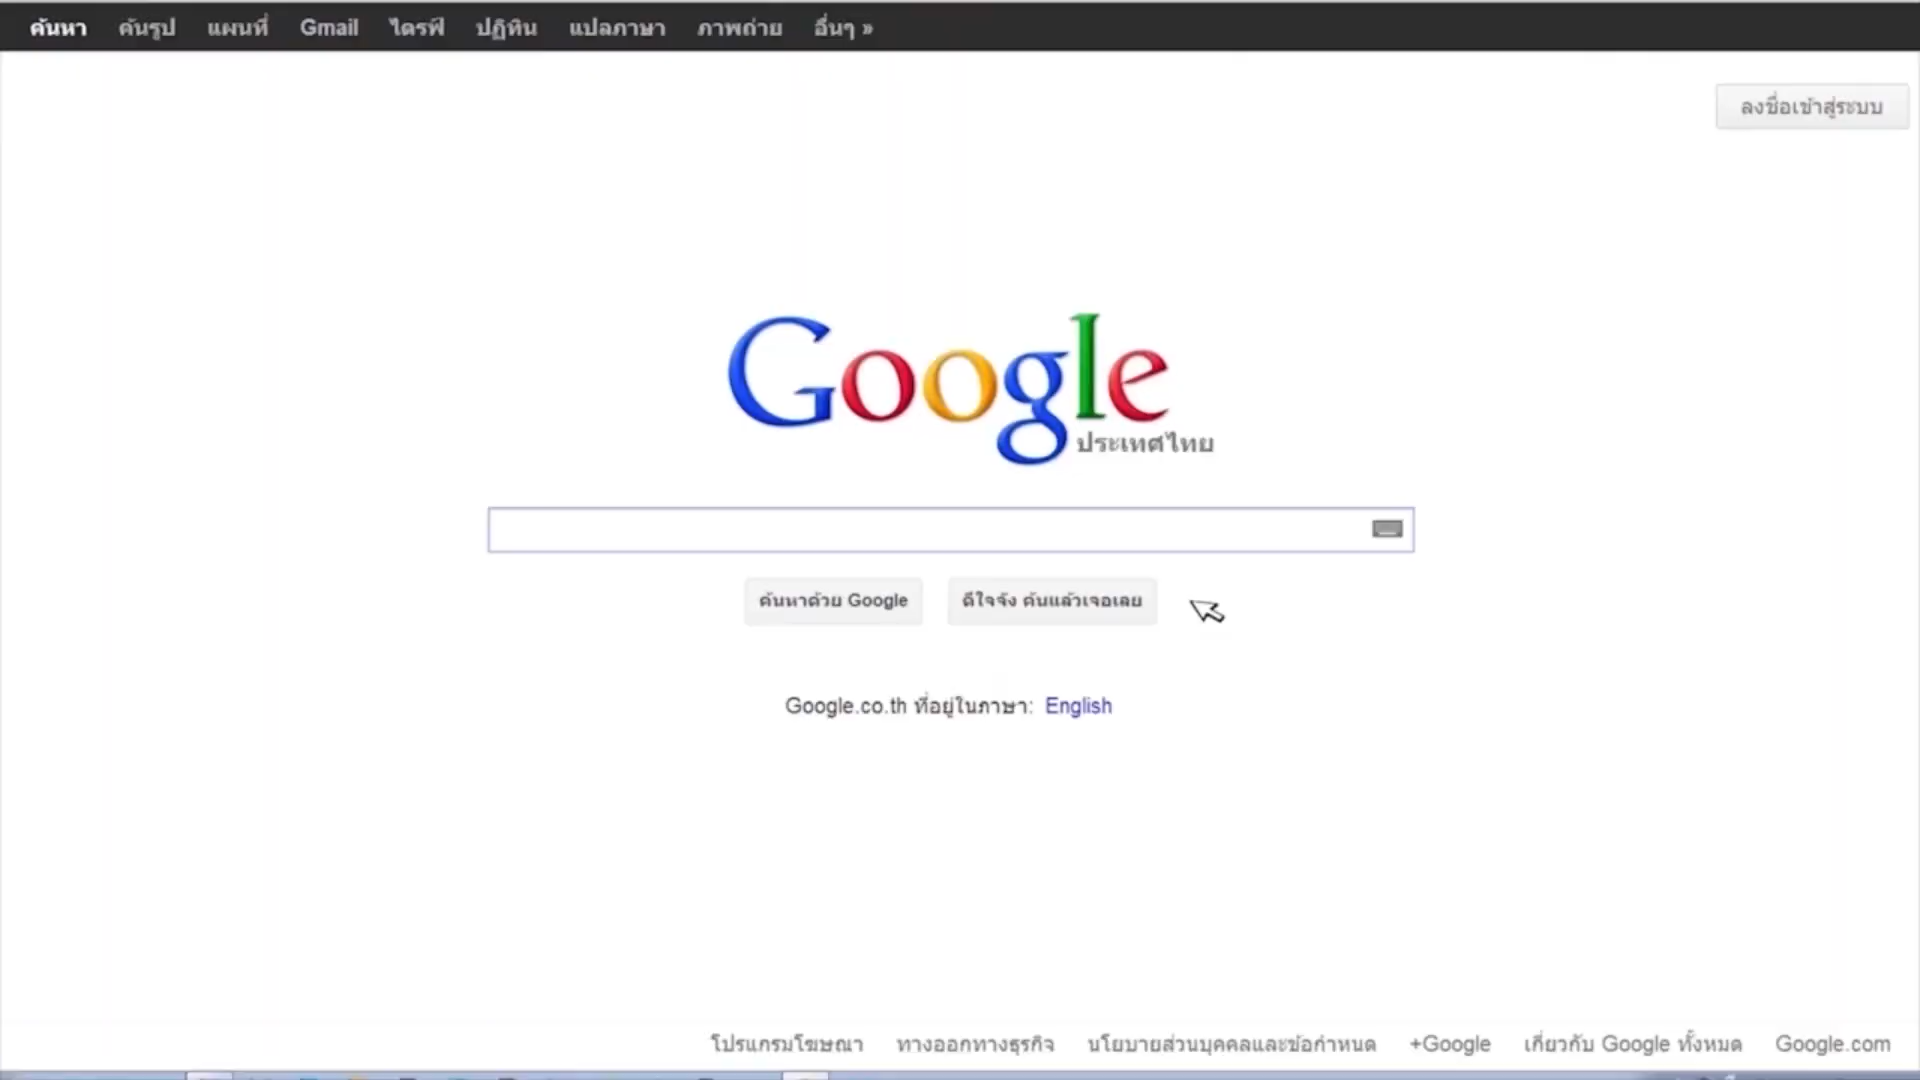 ค้นหา ค้นรูป แผนที่ Gmail ไดรฟ์ ปฏิทิน แปลภาษา ภาพถ่าย อื่นๆ »
ลงชื่อเข้าสู่ระบบ
Google
ประเทศไทย
ค้นหาด้วย Google ดีใจจัง ค้นแล้วเจอเลย
Google.co.th ที่อยู่ในภาษา: English
โปรแกรมโฆษณา ทางออกทางธุรกิจ นโยบายส่วนบุคคลและข้อกำหนด +Google เกี่ยวกับ Google ทั้งหมด Google.com